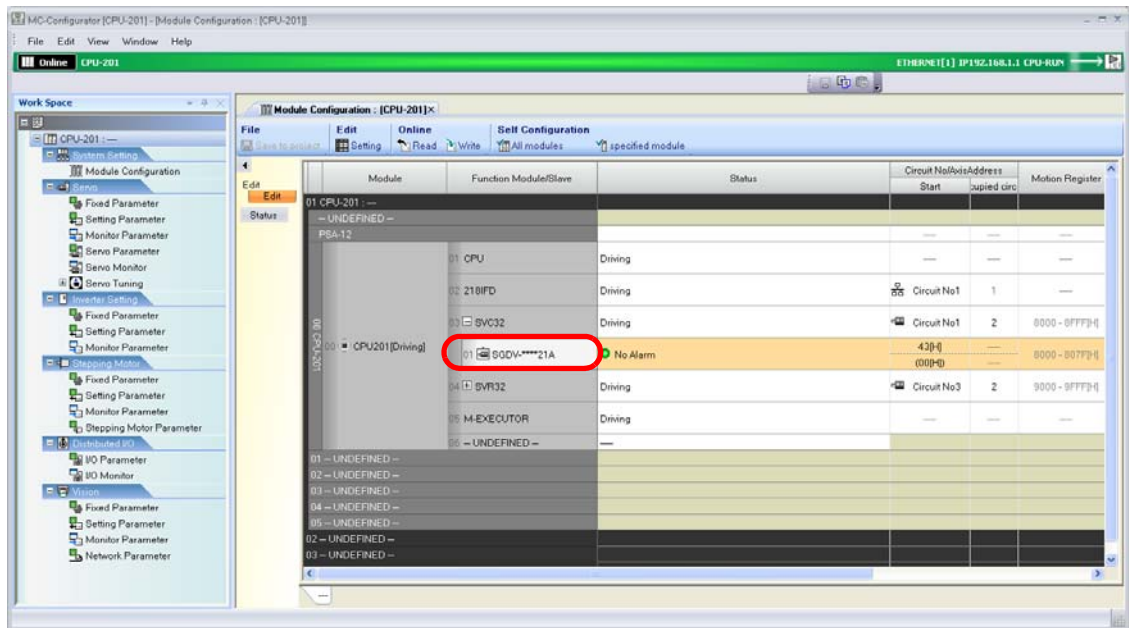 MC-Configurator [CPU-201] - [Module Configuration : [CPU-201]]
File Edit View Window Help
Online CPU-201 ETHERNET[1] IP192.168.1.1 CPU-RUN
Work Space
Module Configuration : [CPU-201]×
File Edit Online Self Configuration
Save to project Setting Read Write All modules specified module
CPU-201 : ---
System Setting
Module Configuration
Servo
Fixed Parameter
Setting Parameter
Monitor Parameter
Servo Parameter
Servo Monitor
Servo Tuning
Inverter Setting
Fixed Parameter
Setting Parameter
Monitor Parameter
Stepping Motor
Fixed Parameter
Setting Parameter
Monitor Parameter
Stepping Motor Parameter
Distributed I/O
I/O Parameter
I/O Monitor
Vision
Fixed Parameter
Setting Parameter
Monitor Parameter
Network Parameter
Edit
Edit
Status
Module Function Module/Slave Status Circuit No/AxisAddress Motion Register
Start cupied circ
01 CPU-201 : ---
-- UNDEFINED --
PSA-12 ---- ---- ----
06 CPU-201
00 CPU201[Driving]
01 CPU Driving ---- ---- ----
02 218IFD Driving Circuit No1 1 ----
03 SVC32 Driving Circuit No1 2 8000 - 8FFF[H]
01 SGDV-****21A No Alarm 43[H] ---- 8000 - 807F[H]
(00[H]) ----
04 SVR32 Driving Circuit No3 2 9000 - 9FFF[H]
05 M-EXECUTOR Driving ---- ---- ----
06 -- UNDEFINED -- ----
01 -- UNDEFINED --
02 -- UNDEFINED --
03 -- UNDEFINED --
04 -- UNDEFINED --
05 -- UNDEFINED --
02 -- UNDEFINED --
03 -- UNDEFINED --
---